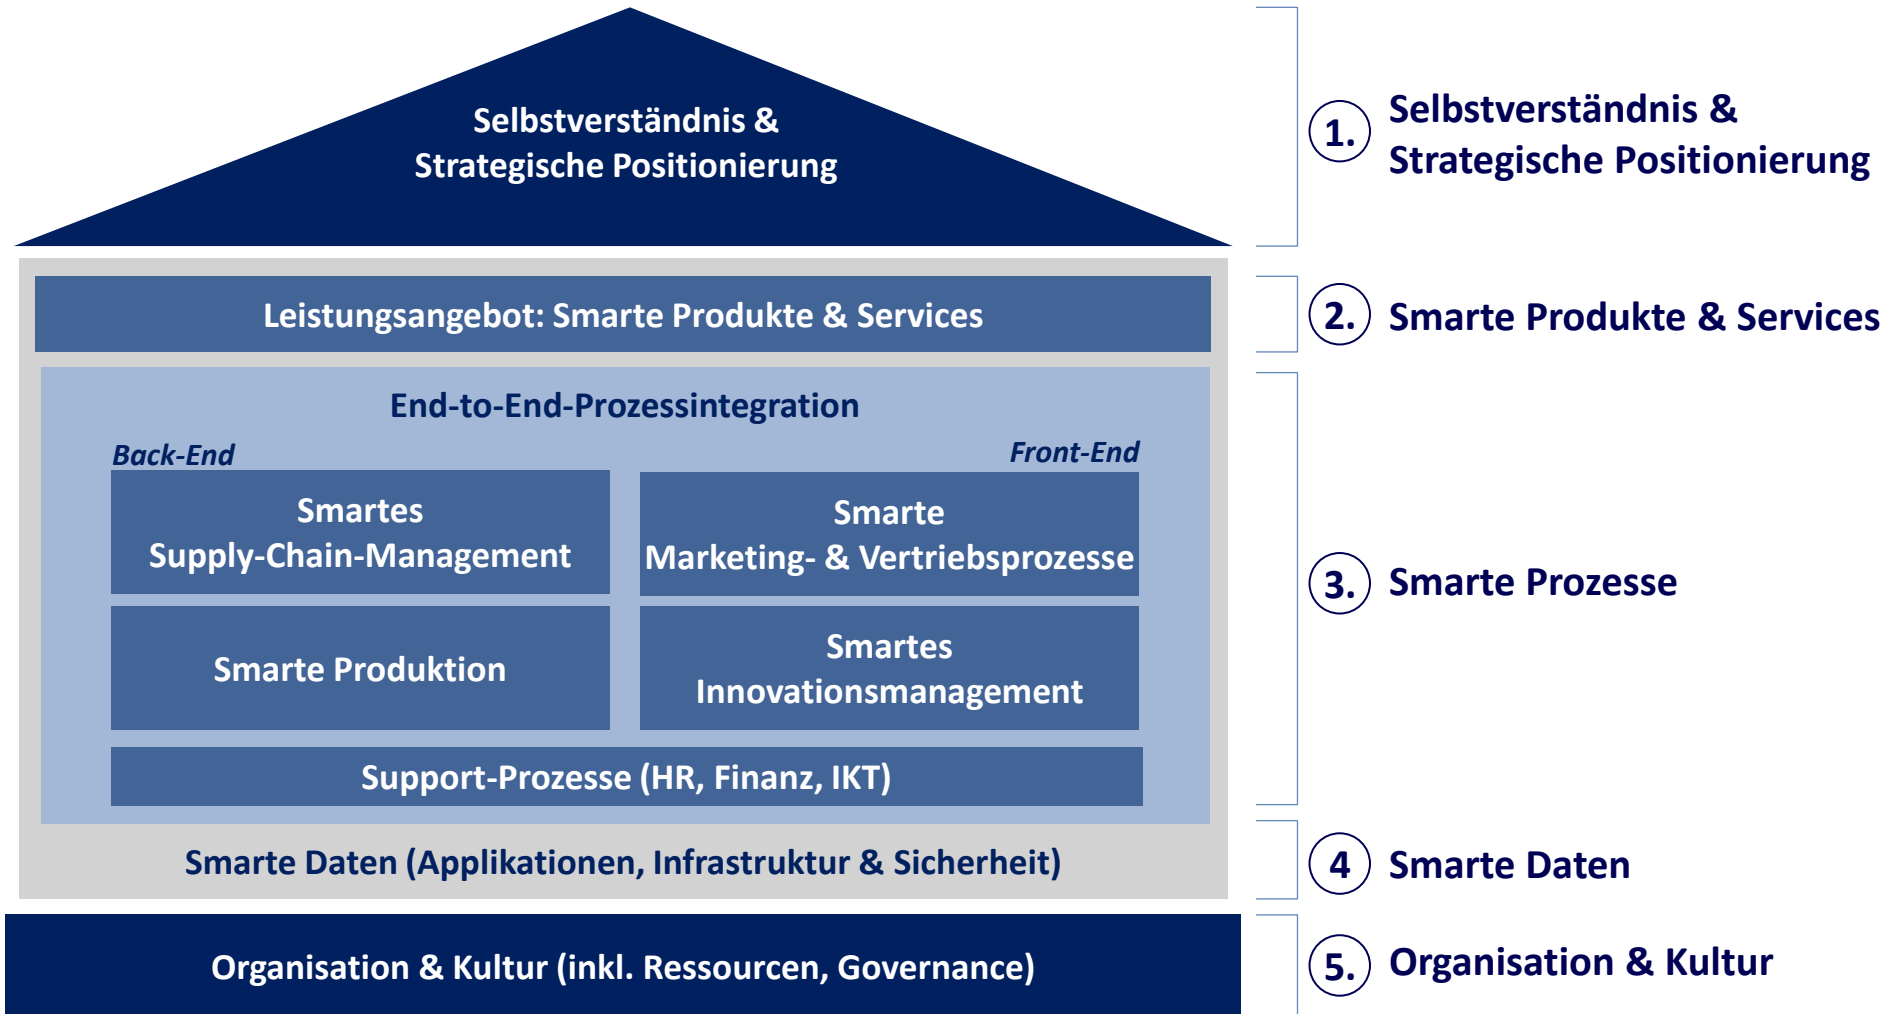 Selbstverständnis &
Strategische Positionierung
1.
Selbstverständnis &
Strategische Positionierung
Leistungsangebot: Smarte Produkte & Services
2.
Smarte Produkte & Services
End-to-End-Prozessintegration
Back-End
Front-End
Smartes
Supply-Chain-Management
Smarte
Marketing- & Vertriebsprozesse
Smarte Produktion
Smartes
Innovationsmanagement
Support-Prozesse (HR, Finanz, IKT)
3.
Smarte Prozesse
Smarte Daten (Applikationen, Infrastruktur & Sicherheit)
4
Smarte Daten
Organisation & Kultur (inkl. Ressourcen, Governance)
5.
Organisation & Kultur